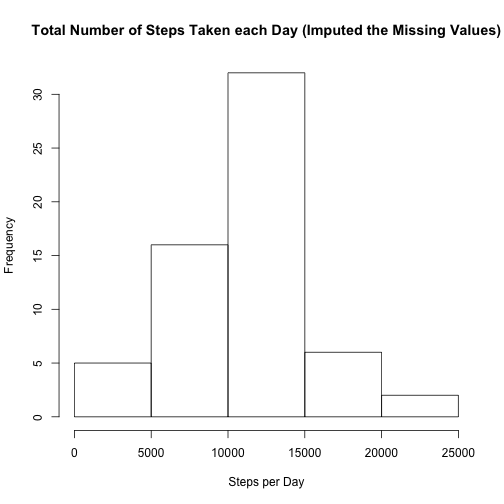 Total Number of Steps Taken each Day (Imputed the Missing Values)
30
25
20
15
10
5
0
Frequency
0 5000 10000 15000 20000 25000
Steps per Day